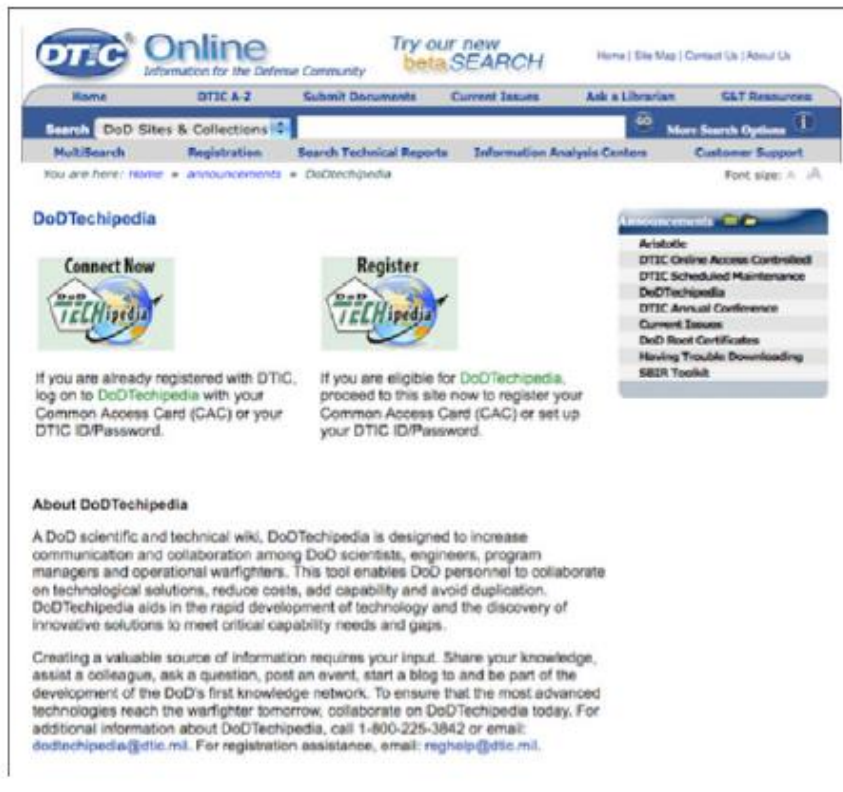 DTIC Online
Information for the Defense Community
Try our new
beta SEARCH
Home | Site Map | Contact Us | About Us
Home DTIC A-Z Submit Documents Current Issues Ask a Librarian S&T Resources
Search DoD Sites & Collections GO More Search Options i
MultiSearch Registration Search Technical Reports Information Analysis Centers Customer Support
You are here: Home » announcements » DoDtechipedia
Font size: A A
DoDTechipedia
Connect Now
DoD TECHipedia
If you are already registered with DTIC,
log on to DoDTechipedia with your
Common Access Card (CAC) or your
DTIC ID/Password.
Register
DoD TECHipedia
If you are eligible for DoDTechipedia,
proceed to this site now to register your
Common Access Card (CAC) or set up
your DTIC ID/Password.
Announcements
Aristotle
DTIC Online Access Controlled
DTIC Scheduled Maintenance
DoDTechipedia
DTIC Annual Conference
Current Issues
DoD Root Certificates
Having Trouble Downloading
SBIR Toolkit
About DoDTechipedia
A DoD scientific and technical wiki, DoDTechipedia is designed to increase
communication and collaboration among DoD scientists, engineers, program
managers and operational warfighters. This tool enables DoD personnel to collaborate
on technological solutions, reduce costs, add capability and avoid duplication.
DoDTechipedia aids in the rapid development of technology and the discovery of
innovative solutions to meet critical capability needs and gaps.
Creating a valuable source of information requires your input. Share your knowledge,
assist a colleague, ask a question, post an event, start a blog to and be part of the
development of the DoD's first knowledge network. To ensure that the most advanced
technologies reach the warfighter tomorrow, collaborate on DoDTechipedia today. For
additional information about DoDTechipedia, call 1-800-225-3842 or email:
dodtechipedia@dtic.mil. For registration assistance, email: reghelp@dtic.mil.